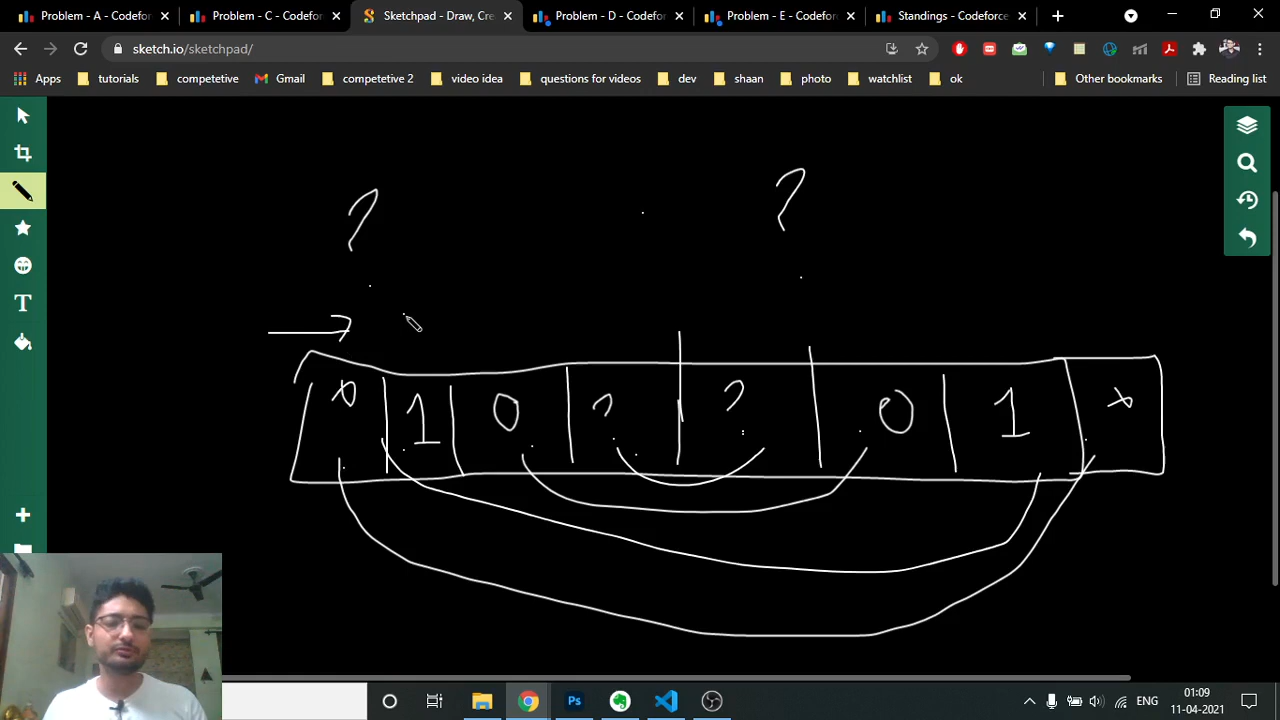 Problem - A - Codefor
Problem - C - Codefor
Sketchpad - Draw, Cre
Problem - D - Codefor
Problem - E - Codefor
Standings - Codeforce
sketch.io/sketchpad/
Apps
tutorials
competetive
Gmail
competetive 2
video idea
questions for videos
dev
shaan
photo
watchlist
ok
Other bookmarks
Reading list
T
? ?
1 0 ? ? 0 1
Ps
ENG
01:09
11-04-2021